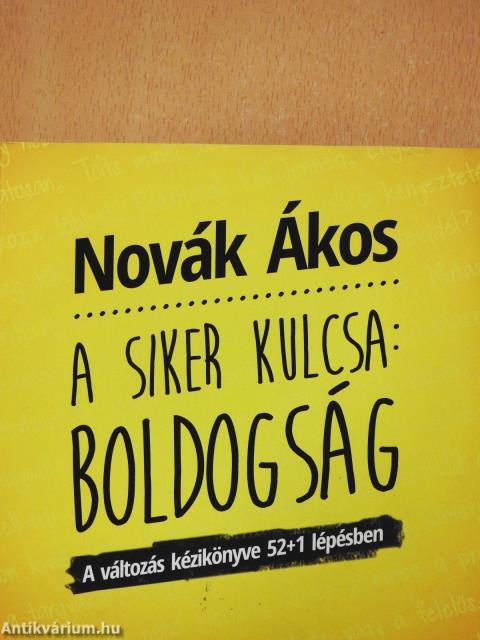 Novák Ákos
A SIKER KULCSA:
BOLDOGSÁG
A változás kézikönyve 52+1 lépésben
Antikvárium.hu